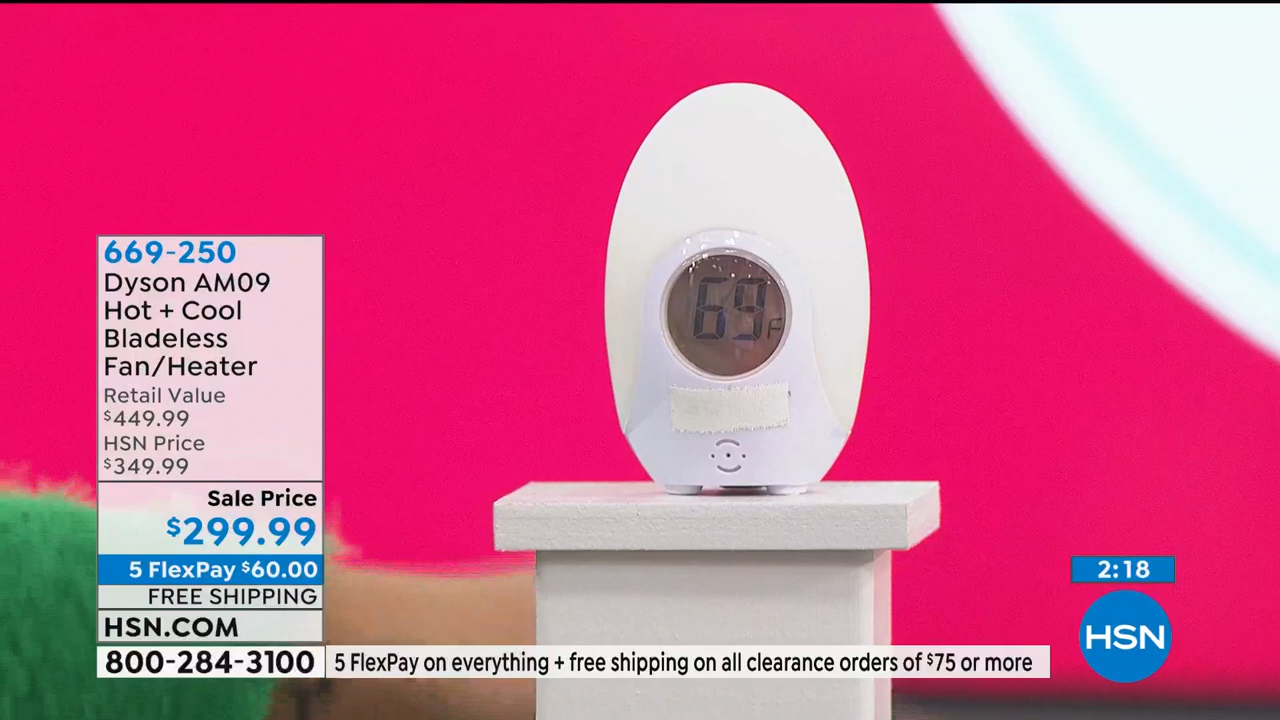 669-250
Dyson AM09
Hot + Cool
Bladeless
Fan/Heater
Retail Value
$449.99
HSN Price
$349.99
Sale Price
$299.99
5 FlexPay $60.00
FREE SHIPPING
HSN.COM
800-284-3100
5 FlexPay on everything + free shipping on all clearance orders of $75 or more
69F
2:18
HSN